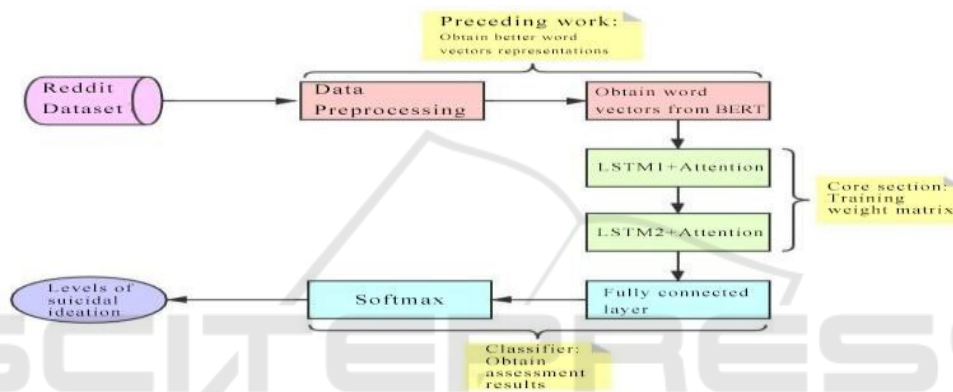 Preceding work:
Obtain better word
vectors representations
Reddit
Dataset
Data
Preprocessing
Obtain word
vectors from BERT
LSTM1+Attention
Core section:
Training
weight matrix
LSTM2+Attention
Levels of
suicidal
ideation
Softmax
Fully connected
layer
SCITEPRESS
Classifier:
Obtain
assessment
results